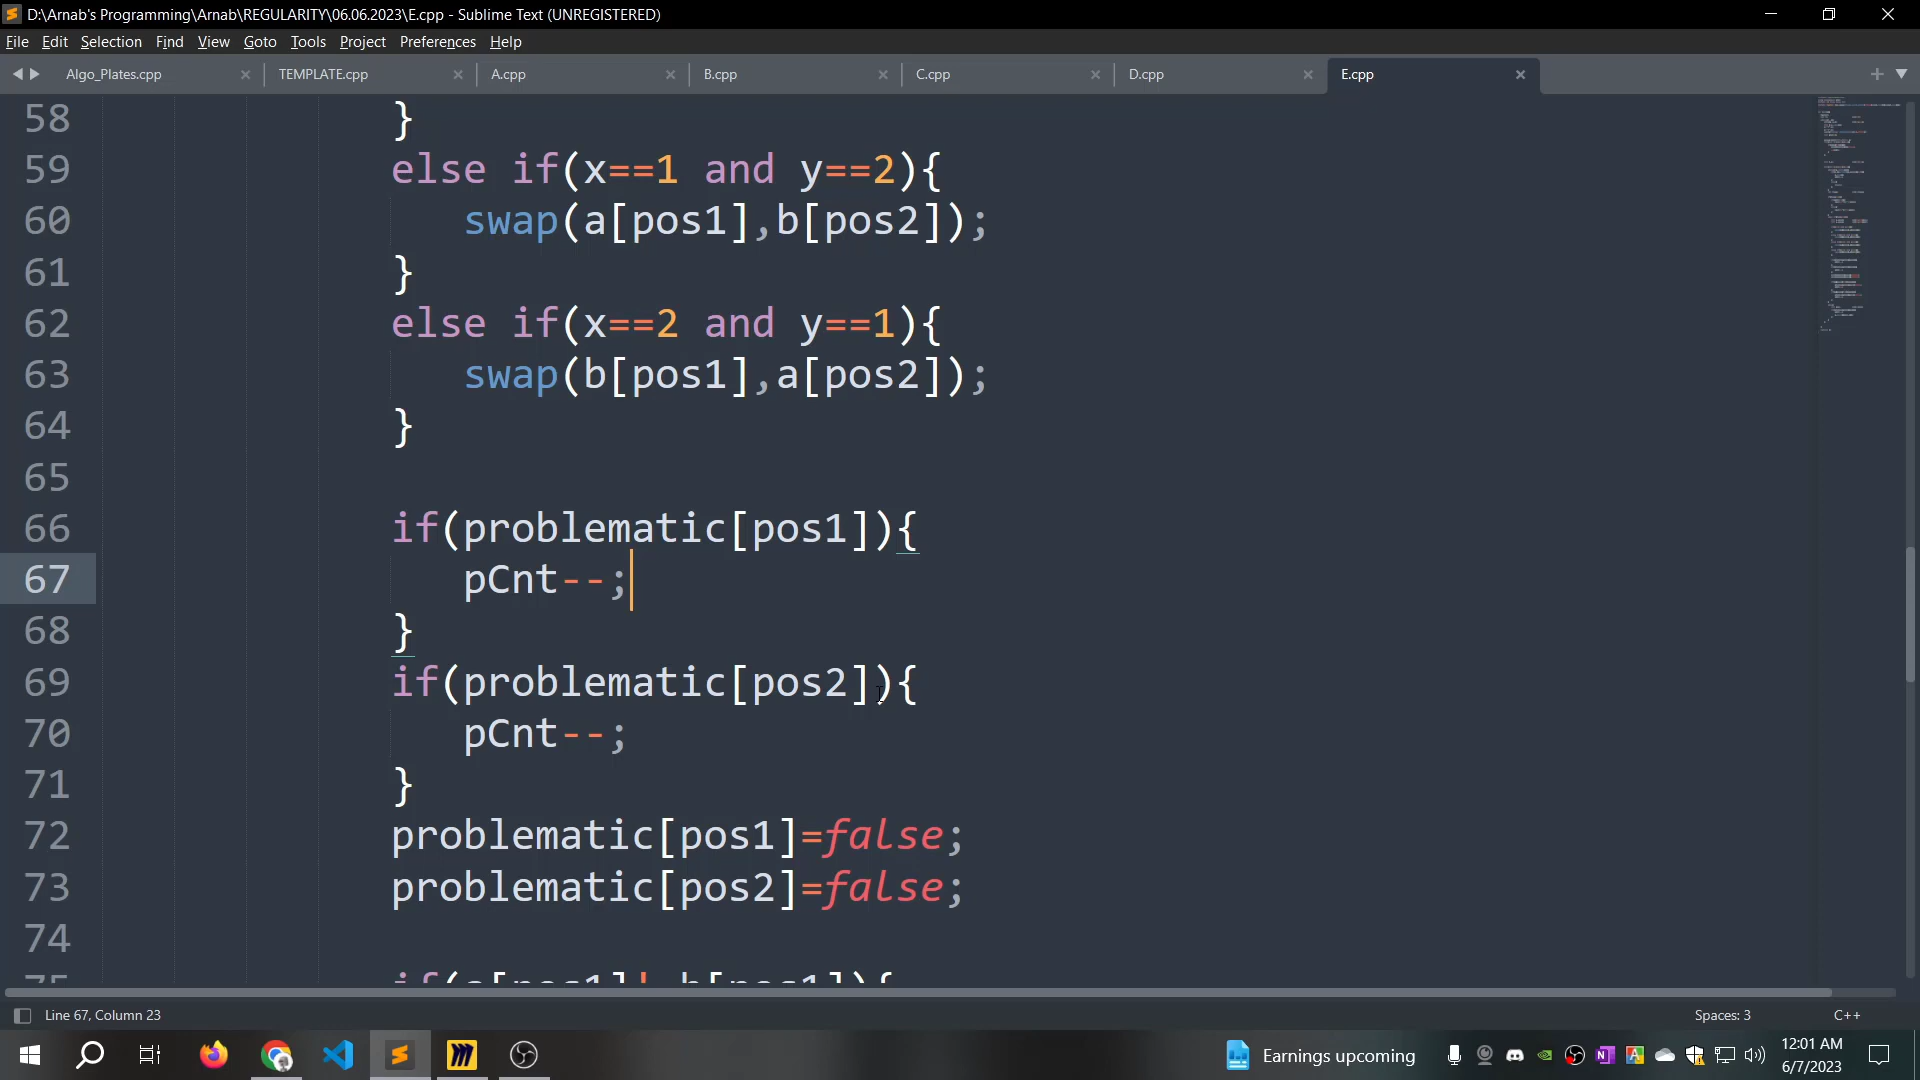 D:\Arnab's Programming\Arnab\REGULARITY\06.06.2023\E.cpp - Sublime Text (UNREGISTERED)
File Edit Selection Find View Goto Tools Project Preferences Help
Algo_Plates.cpp TEMPLATE.cpp A.cpp B.cpp C.cpp D.cpp E.cpp
58 }
59 else if(x==1 and y==2){
60 swap(a[pos1],b[pos2]);
61 }
62 else if(x==2 and y==1){
63 swap(b[pos1],a[pos2]);
64 }
65
66 if(problematic[pos1]){
67 pCnt--;
68 }
69 if(problematic[pos2]){
70 pCnt--;
71 }
72 problematic[pos1]=false;
73 problematic[pos2]=false;
74
Line 67, Column 23 Spaces: 3 C++
Earnings upcoming 12:01 AM
6/7/2023